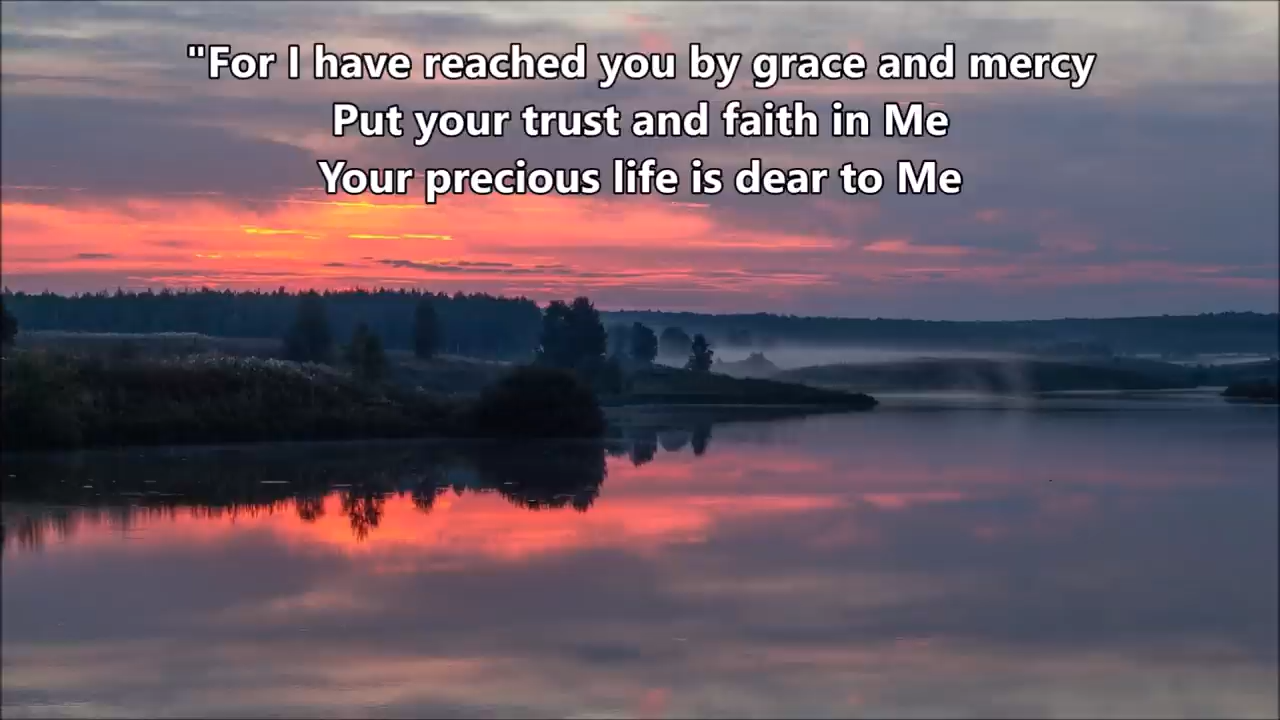 "For I have reached you by grace and mercy
Put your trust and faith in Me
Your precious life is dear to Me